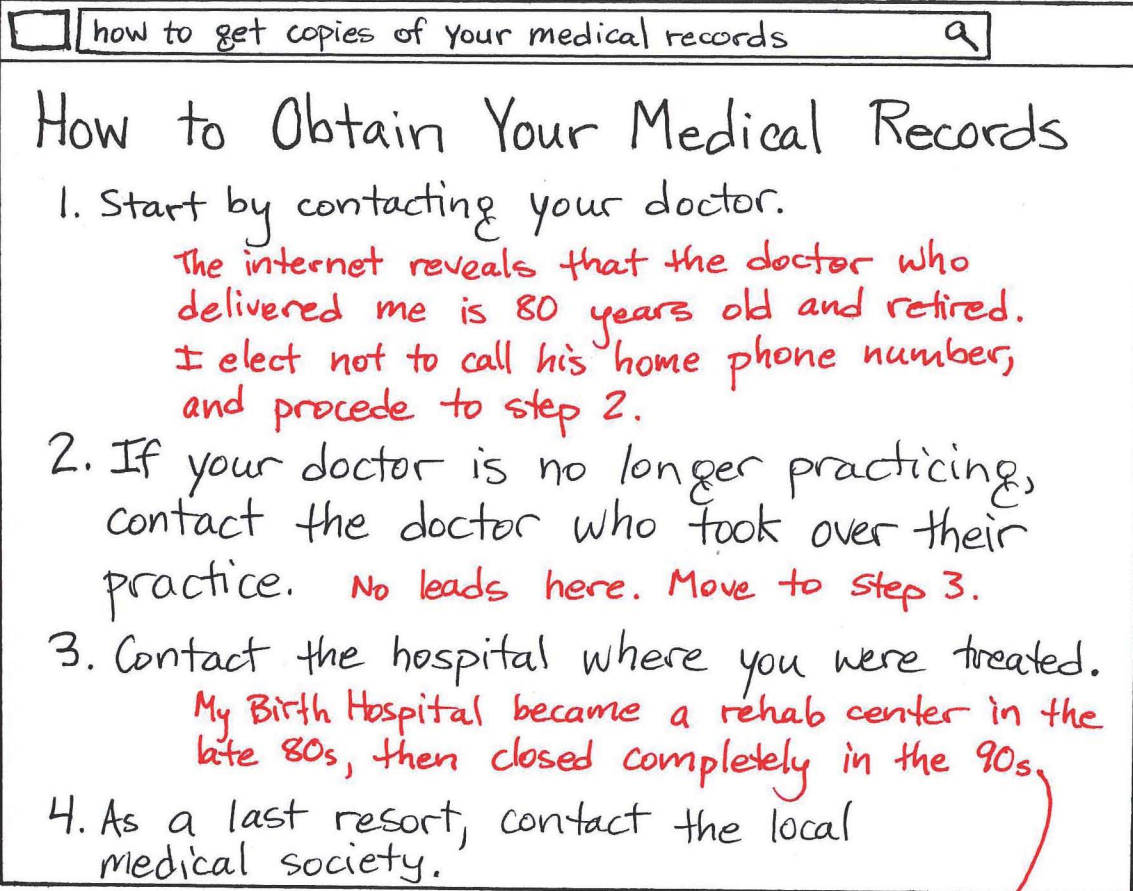 how to get copies of your medical records
How to Obtain Your Medical Records
1. Start by contacting your doctor.
The internet reveals that the doctor who
delivered me is 80 years old and retired.
I elect not to call his home phone number,
and procede to step 2.
2. If your doctor is no longer practicing,
contact the doctor who took over their
practice. No leads here. Move to step 3.
3. Contact the hospital where you were treated.
My Birth Hospital became a rehab center in the
late 80s, then closed completely in the 90s.
4. As a last resort, contact the local
medical society.